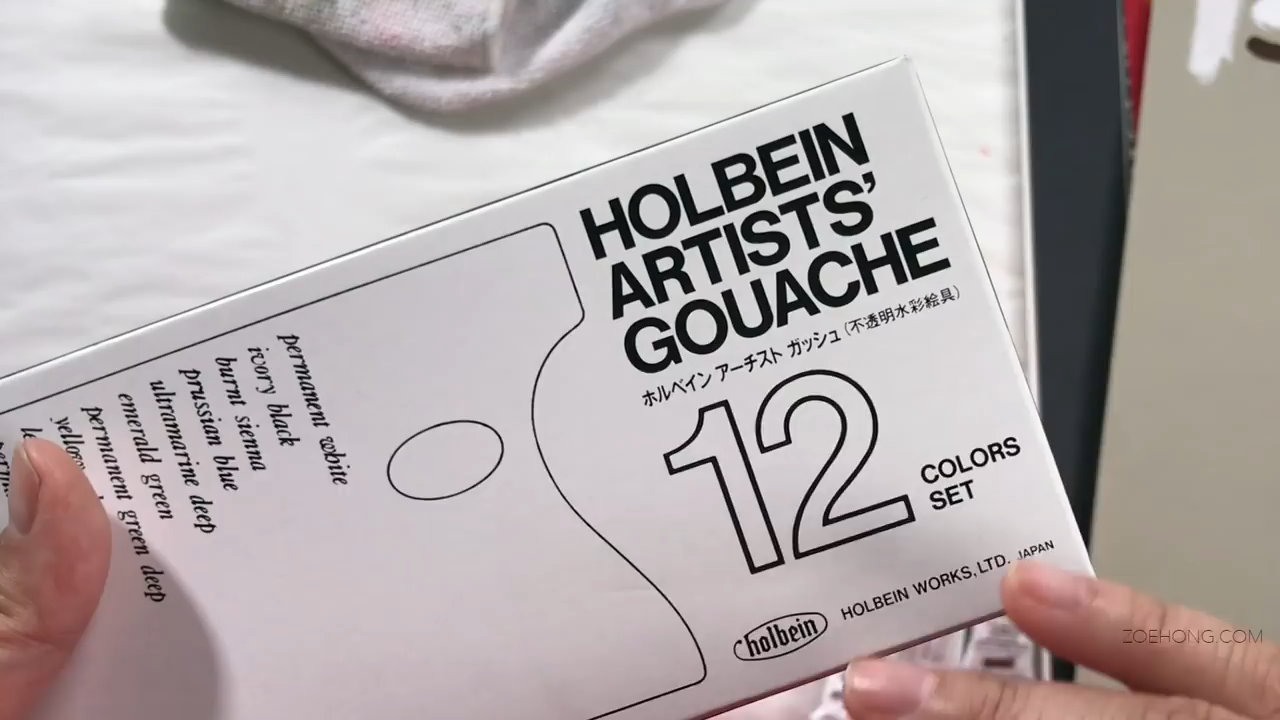 HOLBEIN
ARTISTS'
GOUACHE
ホルベイン アーチスト ガッシュ (不透明水彩絵具)
12
COLORS
SET
holbein
HOLBEIN WORKS, LTD. JAPAN
permanent white
ivory black
burnt sienna
prussian blue
ultramarine deep
emerald green
permanent green deep
ZOEHONG.COM